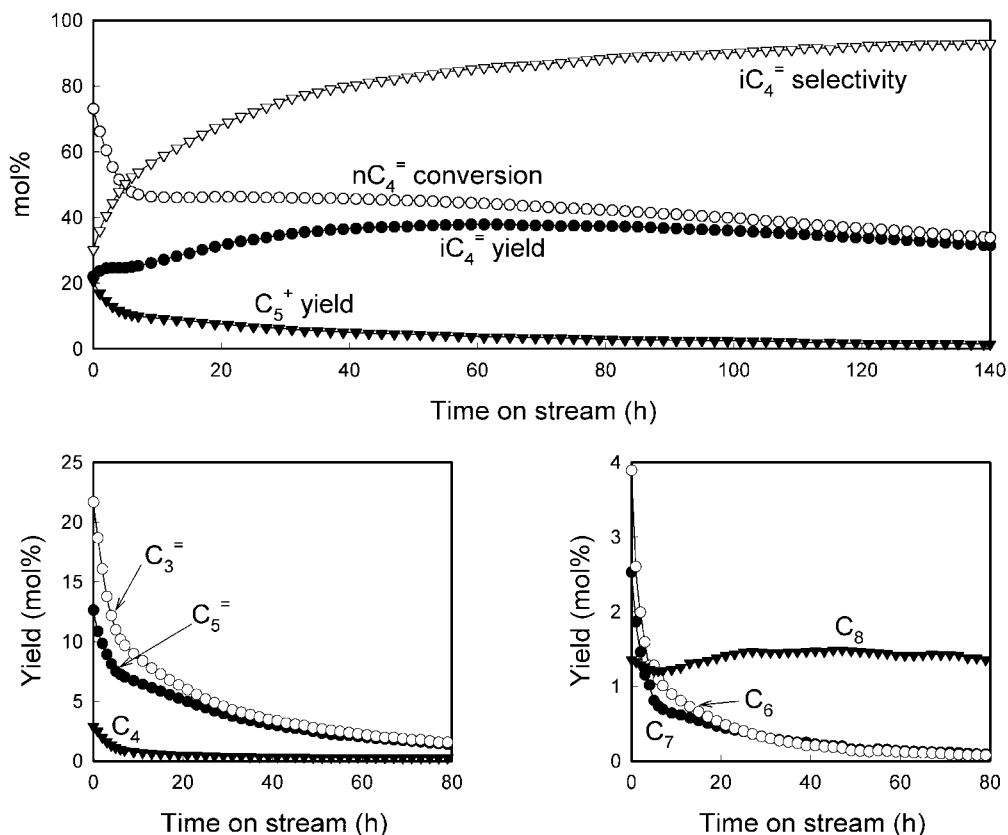 100
80
60
40
20
0
mol%
iC₄⁼ selectivity
nC₄⁼ conversion
iC₄⁼ yield
C₅⁺ yield
0 20 40 60 80 100 120 140
Time on stream (h)
25
20
15
10
5
0
Yield (mol%)
C₃⁼
C₅⁼
C₄
0 20 40 60 80
Time on stream (h)
4
3
2
1
0
Yield (mol%)
C₈
C₆
C₇
0 20 40 60 80
Time on stream (h)